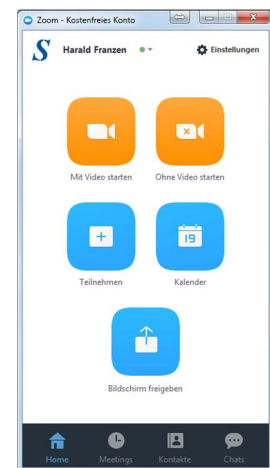 Zoom - Kostenfreies Konto
S Harald Franzen Einstellungen
Mit Video starten Ohne Video starten
19
Teilnehmen Kalender
Bildschirm freigeben
Home Meetings Kontakte Chats